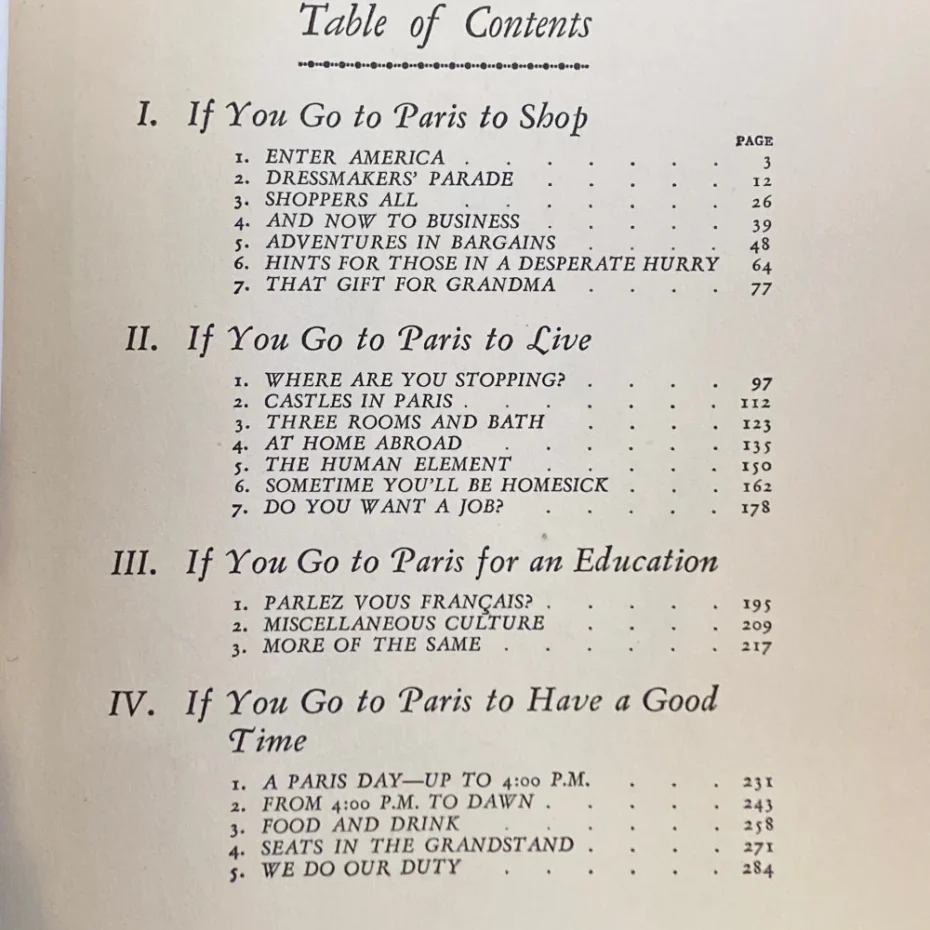 Table of Contents
I. If You Go to Paris to Shop
PAGE
1. ENTER AMERICA . . . . . . . 3
2. DRESSMAKERS' PARADE . . . . . 12
3. SHOPPERS ALL . . . . . . . 26
4. AND NOW TO BUSINESS . . . . . 39
5. ADVENTURES IN BARGAINS . . . . 48
6. HINTS FOR THOSE IN A DESPERATE HURRY 64
7. THAT GIFT FOR GRANDMA . . . . 77
II. If You Go to Paris to Live
1. WHERE ARE YOU STOPPING? . . . . 97
2. CASTLES IN PARIS . . . . . . . 112
3. THREE ROOMS AND BATH . . . . 123
4. AT HOME ABROAD . . . . . . 135
5. THE HUMAN ELEMENT . . . . . 150
6. SOMETIME YOU'LL BE HOMESICK . . . 162
7. DO YOU WANT A JOB? . . . . . 178
III. If You Go to Paris for an Education
1. PARLEZ VOUS FRANÇAIS? . . . . . 195
2. MISCELLANEOUS CULTURE . . . . 209
3. MORE OF THE SAME . . . . . . 217
IV. If You Go to Paris to Have a Good
Time
1. A PARIS DAY—UP TO 4:00 P.M. . . . 231
2. FROM 4:00 P.M. TO DAWN . . . . . 243
3. FOOD AND DRINK . . . . . . 258
4. SEATS IN THE GRANDSTAND . . . . 271
5. WE DO OUR DUTY . . . . . . 284